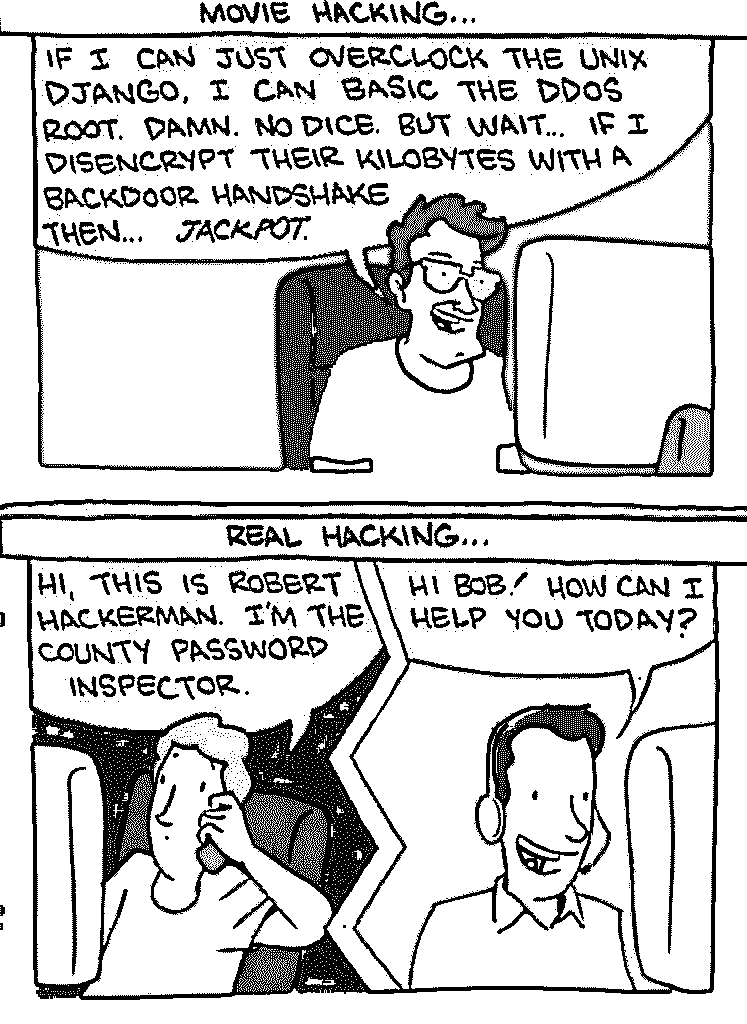 MOVIE HACKING...
IF I CAN JUST OVERCLOCK THE UNIX
DJANGO, I CAN BASIC THE DDOS
ROOT. DAMN. NO DICE. BUT WAIT... IF I
DISENCRYPT THEIR KILOBYTES WITH A
BACKDOOR HANDSHAKE
THEN... JACKPOT.
REAL HACKING...
HI, THIS IS ROBERT
HACKERMAN. I'M THE
COUNTY PASSWORD
INSPECTOR.
HI BOB! HOW CAN I
HELP YOU TODAY?